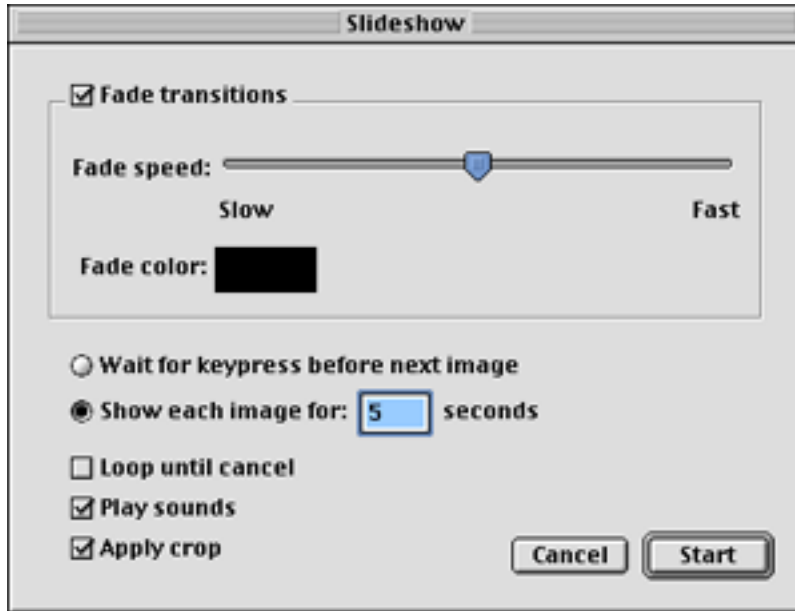 Slideshow
Fade transitions
Fade speed:
Slow Fast
Fade color:
Wait for keypress before next image
Show each image for: 5 seconds
Loop until cancel
Play sounds
Apply crop
Cancel Start